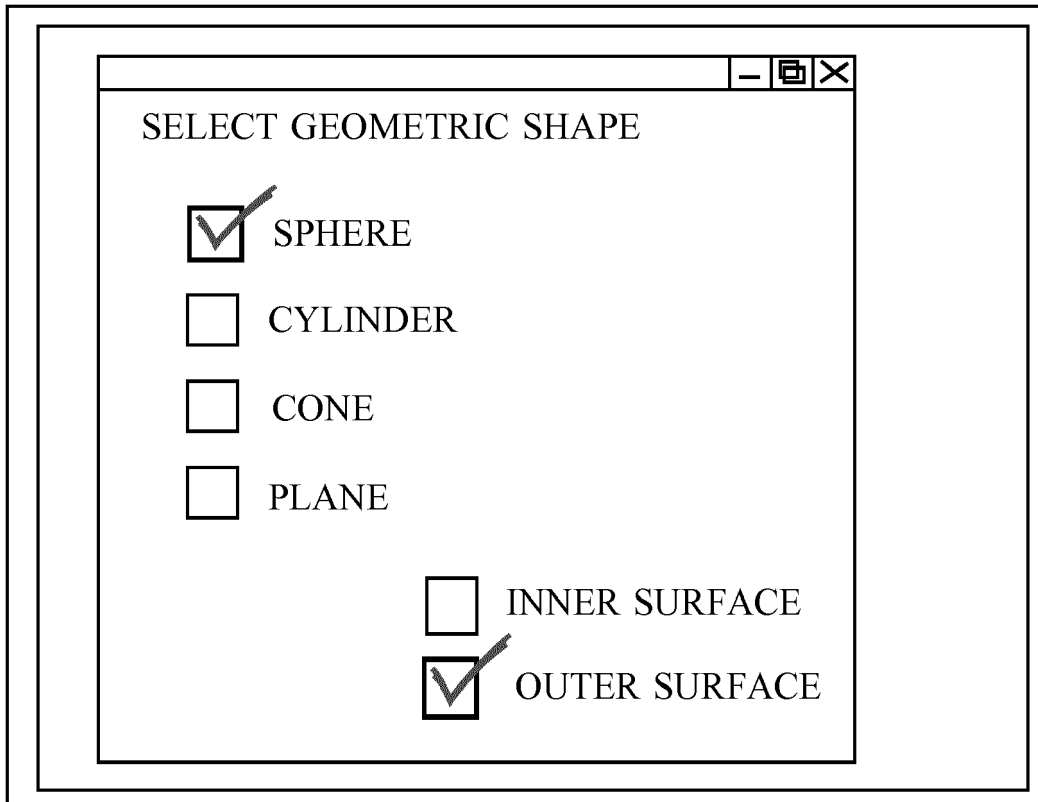 SELECT GEOMETRIC SHAPE
SPHERE
CYLINDER
CONE
PLANE
INNER SURFACE
OUTER SURFACE